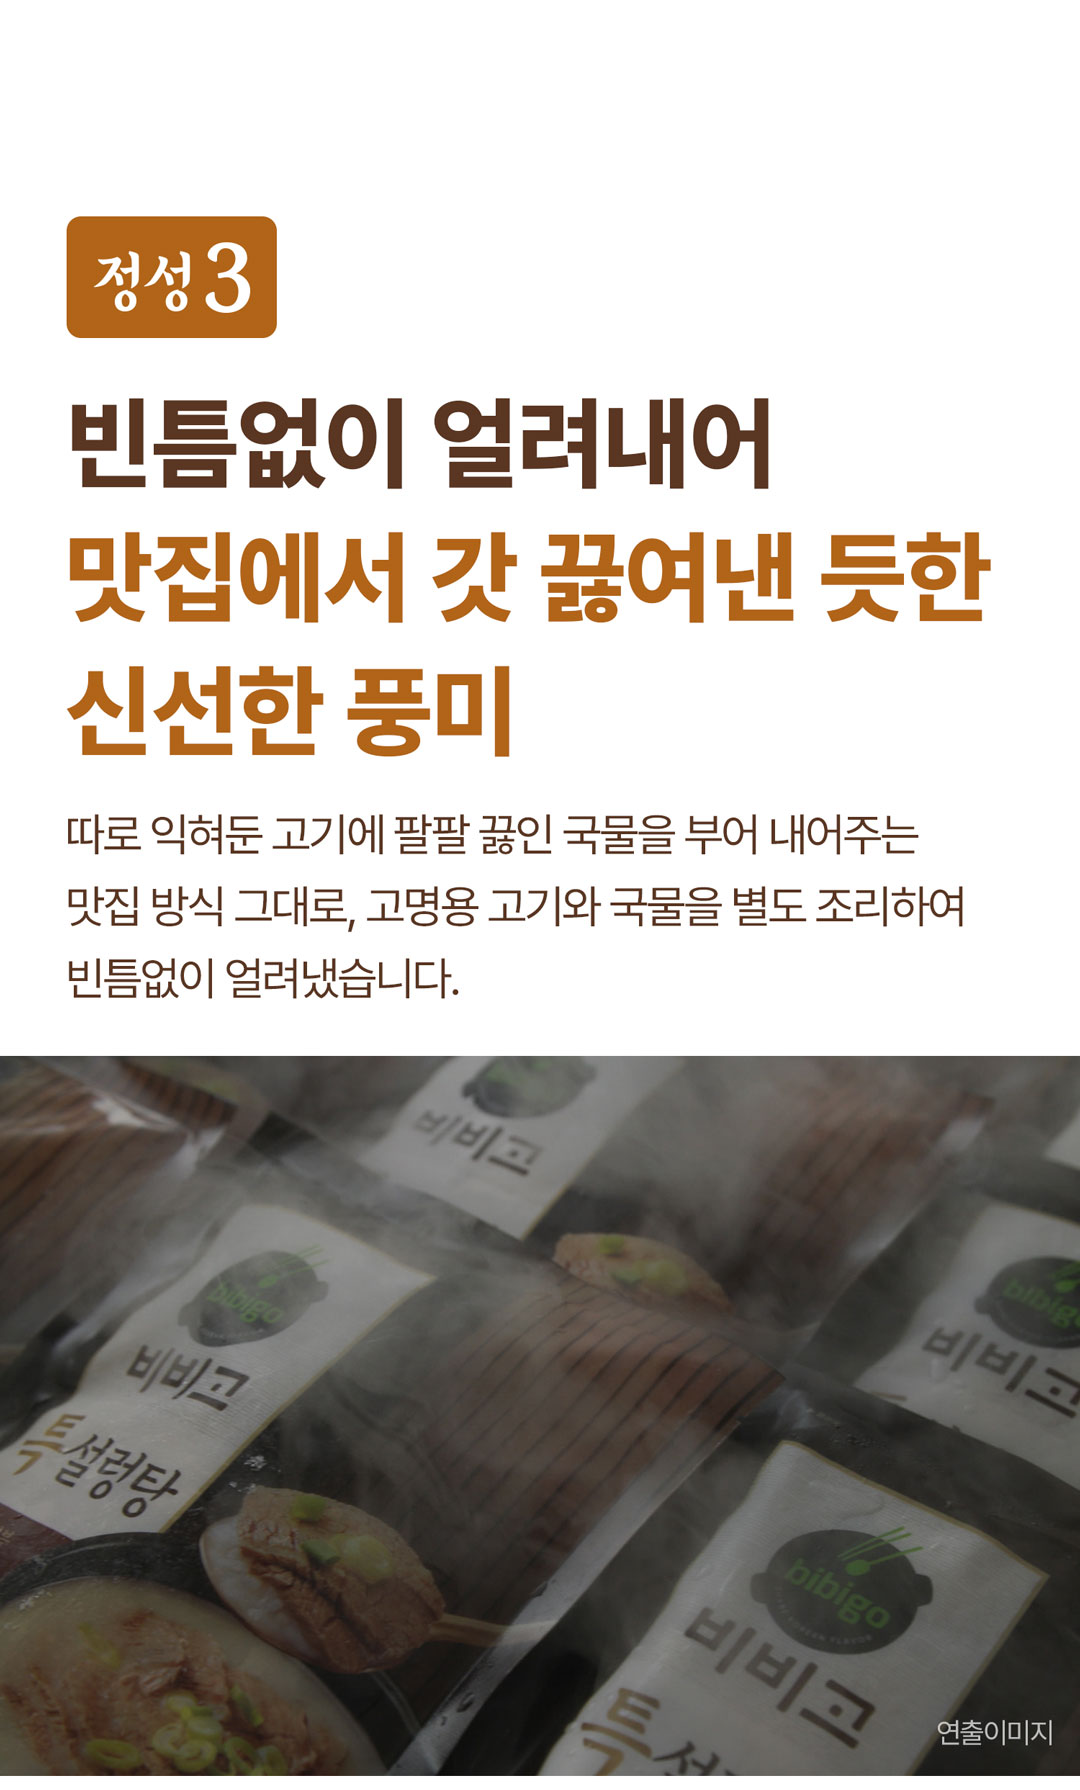 정성 3
빈틈없이 얼려내어
맛집에서 갓 끓여낸 듯한
신선한 풍미
따로 익혀둔 고기에 팔팔 끓인 국물을 부어 내어주는
맛집 방식 그대로, 고명용 고기와 국물을 별도 조리하여
빈틈없이 얼려냈습니다.
비비고
bibigo
비비고
특설렁탕
bibigo
비비고
bibigo
비비고
특설
연출이미지